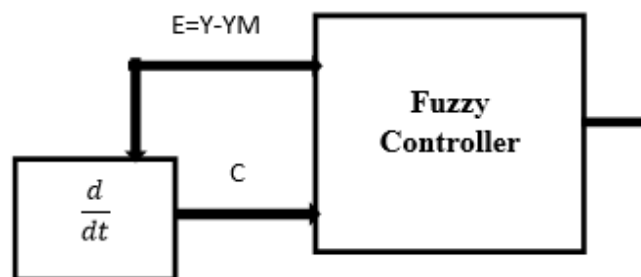 E=Y-YM
Fuzzy
Controller
C
d
dt